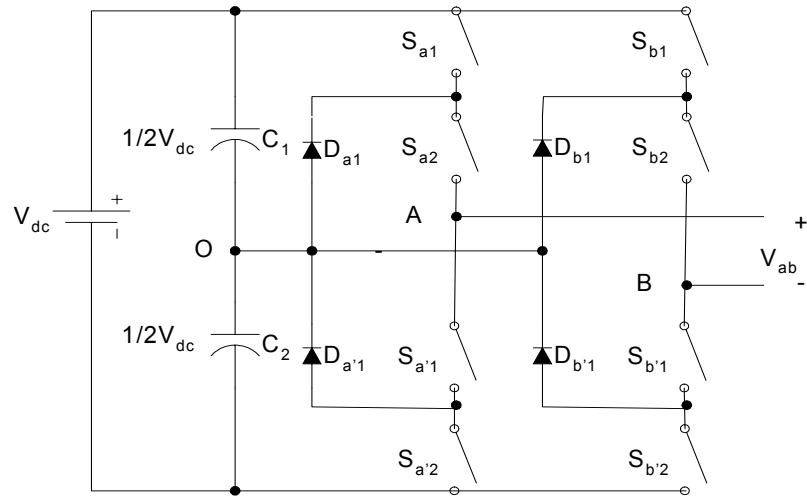 S_a1 S_b1
1/2V_dc C_1 D_a1 S_a2 D_b1 S_b2
V_dc + A +
- O - V_ab
B -
1/2V_dc C_2 D_a'1 S_a'1 D_b'1 S_b'1
S_a'2 S_b'2